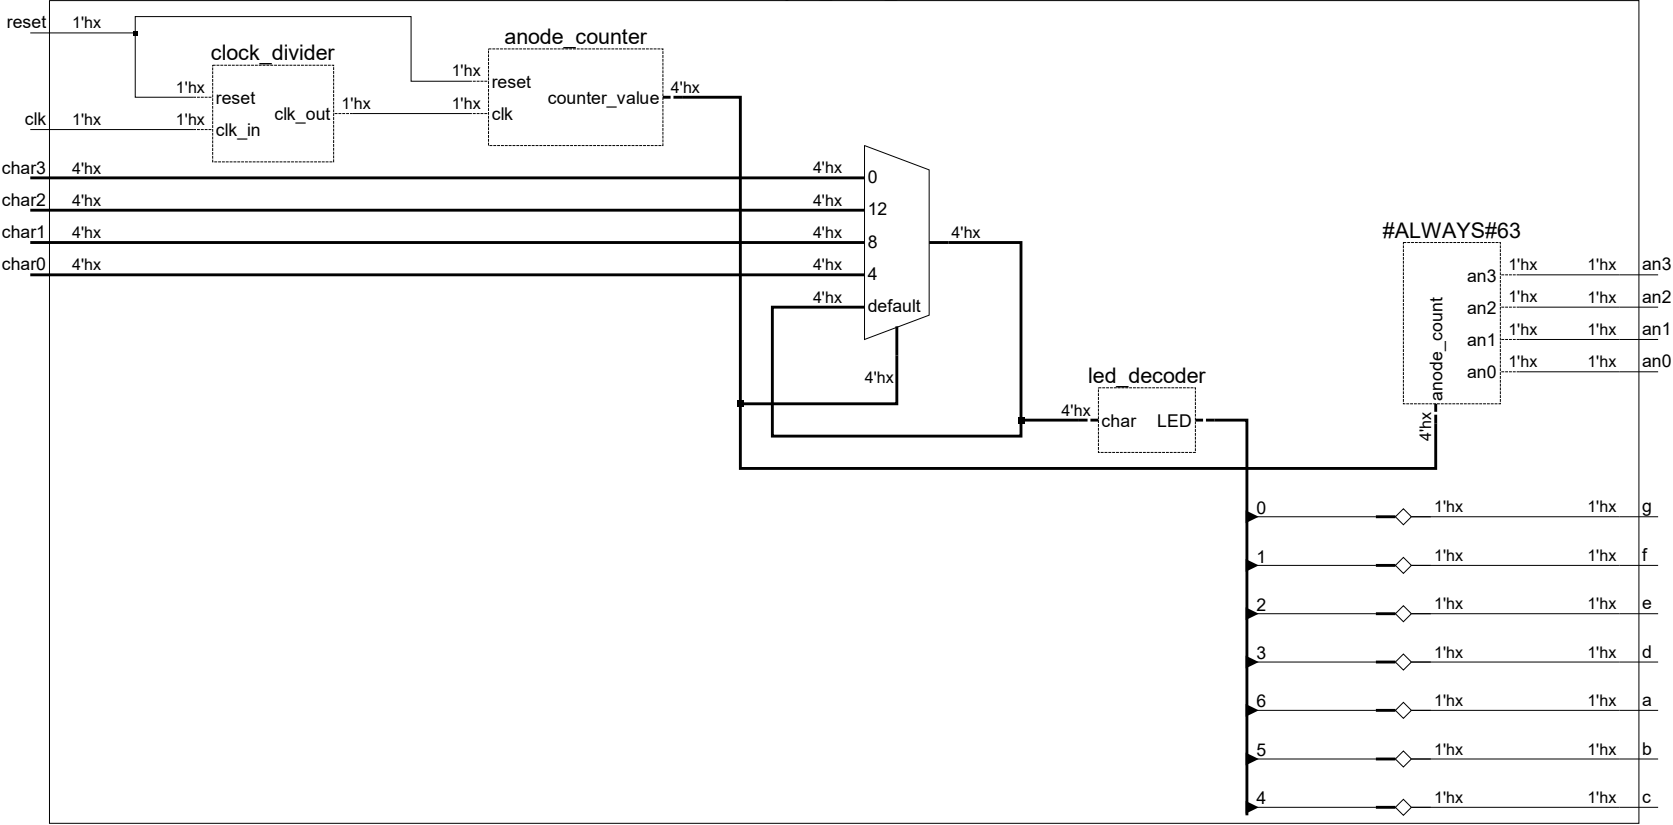 reset 1'hx
clock_divider
anode_counter
1'hx reset
1'hx reset
counter_value 4'hx
clk 1'hx 1'hx clk_in
clk_out 1'hx 1'hx clk
char3 4'hx 4'hx 0
char2 4'hx 4'hx 12
char1 4'hx 4'hx 8
char0 4'hx 4'hx 4
4'hx default
4'hx
4'hx
#ALWAYS#63
an3 1'hx 1'hx an3
an2 1'hx 1'hx an2
an1 1'hx 1'hx an1
an0 1'hx 1'hx an0
anode_count
4'hx
led_decoder
4'hx char LED
0 1'hx 1'hx g
1 1'hx 1'hx f
2 1'hx 1'hx e
3 1'hx 1'hx d
6 1'hx 1'hx a
5 1'hx 1'hx b
4 1'hx 1'hx c